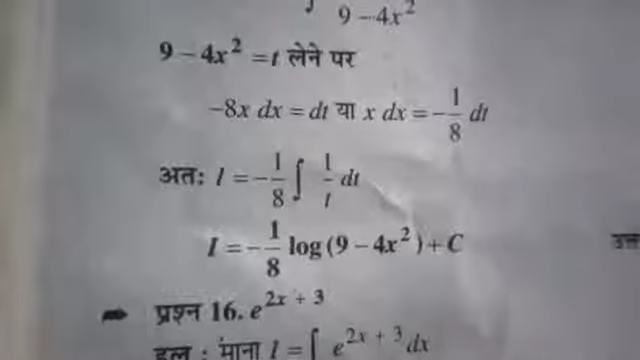 9 – 4x²
9 – 4x² = t लेने पर
–8x dx = dt या x dx = –1/8 dt
अतः I = –1/8 ∫ 1/t dt
I = –1/8 log (9 – 4x²) + C
➡ प्रश्न 16. e^{2x + 3}
हल : माना I = ∫ e^{2x + 3} dx